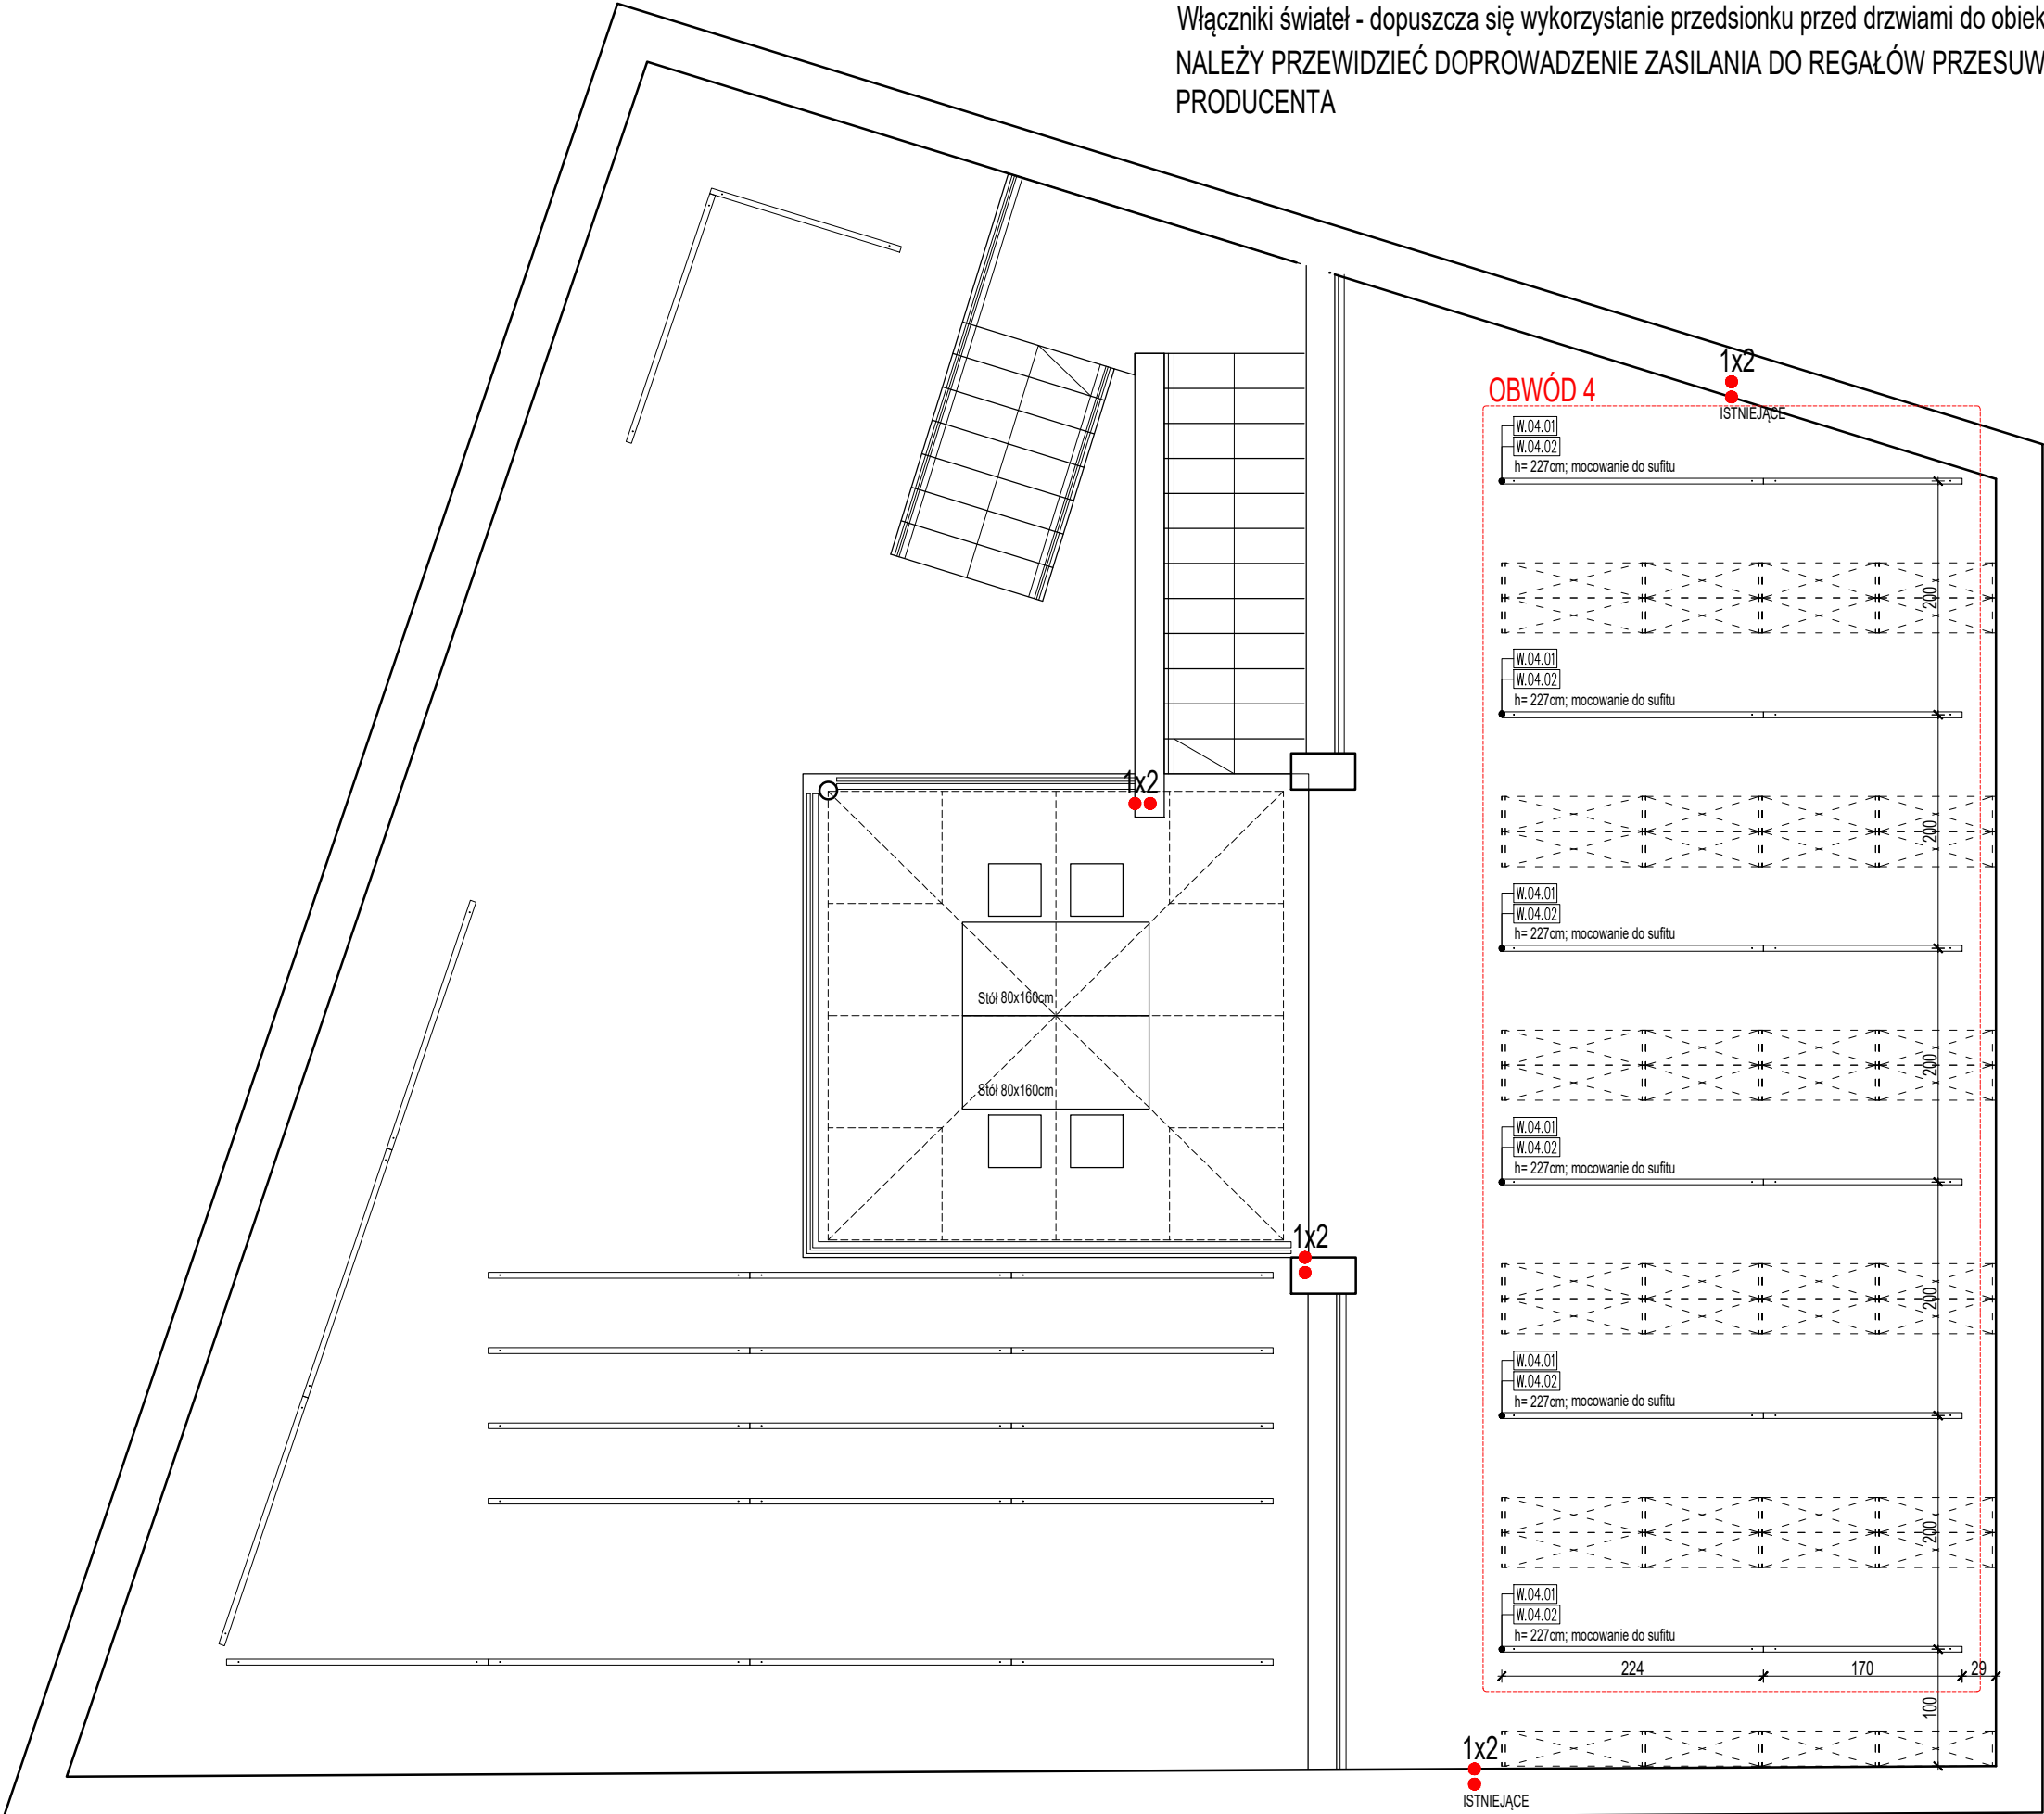 Włączniki świateł - dopuszcza się wykorzystanie przedsionku przed drzwiami do obiek
NALEŻY PRZEWIDZIEĆ DOPROWADZENIE ZASILANIA DO REGAŁÓW PRZESUW
PRODUCENTA
1x2
ISTNIEJĄCE
OBWÓD 4
W.04.01
W.04.02
h= 227cm; mocowanie do sufitu
200
W.04.01
W.04.02
h= 227cm; mocowanie do sufitu
1x2
200
W.04.01
W.04.02
h= 227cm; mocowanie do sufitu
Stół 80x160cm
200
Stół 80x160cm
W.04.01
W.04.02
h= 227cm; mocowanie do sufitu
1x2
200
W.04.01
W.04.02
h= 227cm; mocowanie do sufitu
200
W.04.01
W.04.02
h= 227cm; mocowanie do sufitu
224 170 29
100
1x2
ISTNIEJĄCE